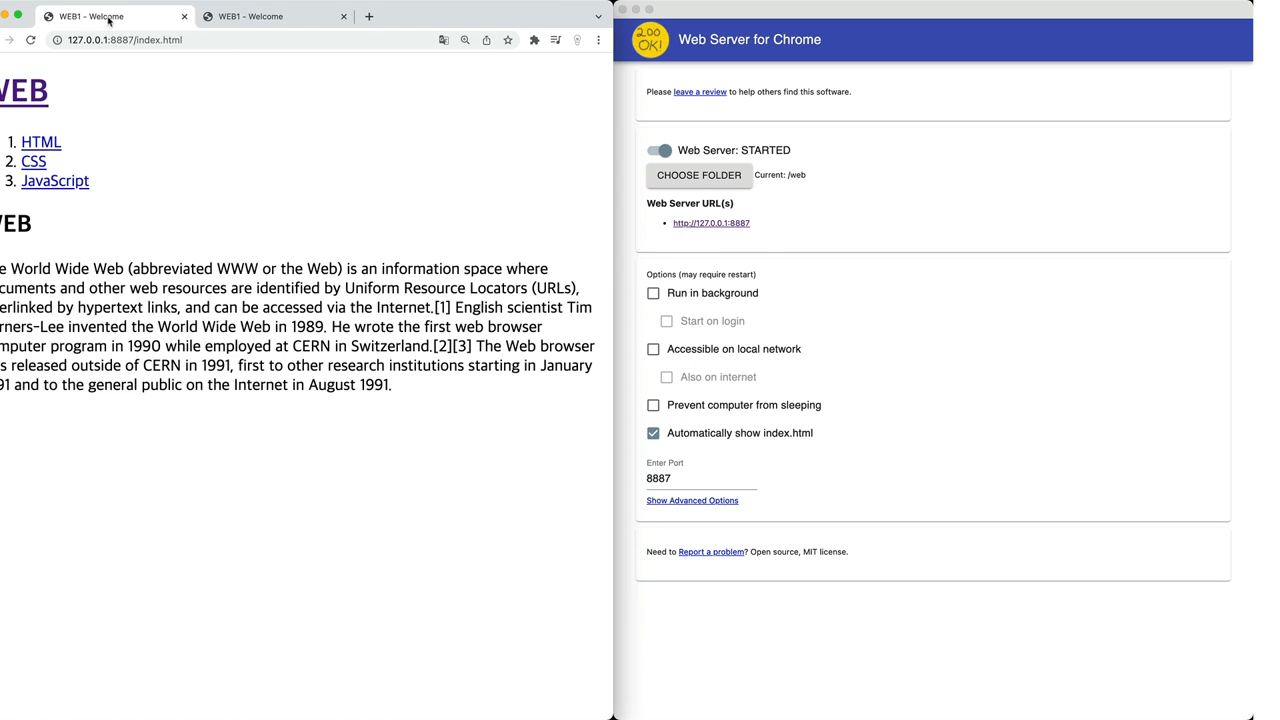 WEB1 - Welcome
WEB1 - Welcome
127.0.0.1:8887/index.html
WEB
1. HTML
2. CSS
3. JavaScript
WEB
e World Wide Web (abbreviated WWW or the Web) is an information space where
cuments and other web resources are identified by Uniform Resource Locators (URLs),
erlinked by hypertext links, and can be accessed via the Internet.[1] English scientist Tim
rners-Lee invented the World Wide Web in 1989. He wrote the first web browser
mputer program in 1990 while employed at CERN in Switzerland.[2][3] The Web browser
s released outside of CERN in 1991, first to other research institutions starting in January
91 and to the general public on the Internet in August 1991.
200 OK!
Web Server for Chrome
Please leave a review to help others find this software.
Web Server: STARTED
CHOOSE FOLDER Current: /web
Web Server URL(s)
• http://127.0.0.1:8887
Options (may require restart)
Run in background
Start on login
Accessible on local network
Also on internet
Prevent computer from sleeping
Automatically show index.html
Enter Port
8887
Show Advanced Options
Need to Report a problem? Open source, MIT license.